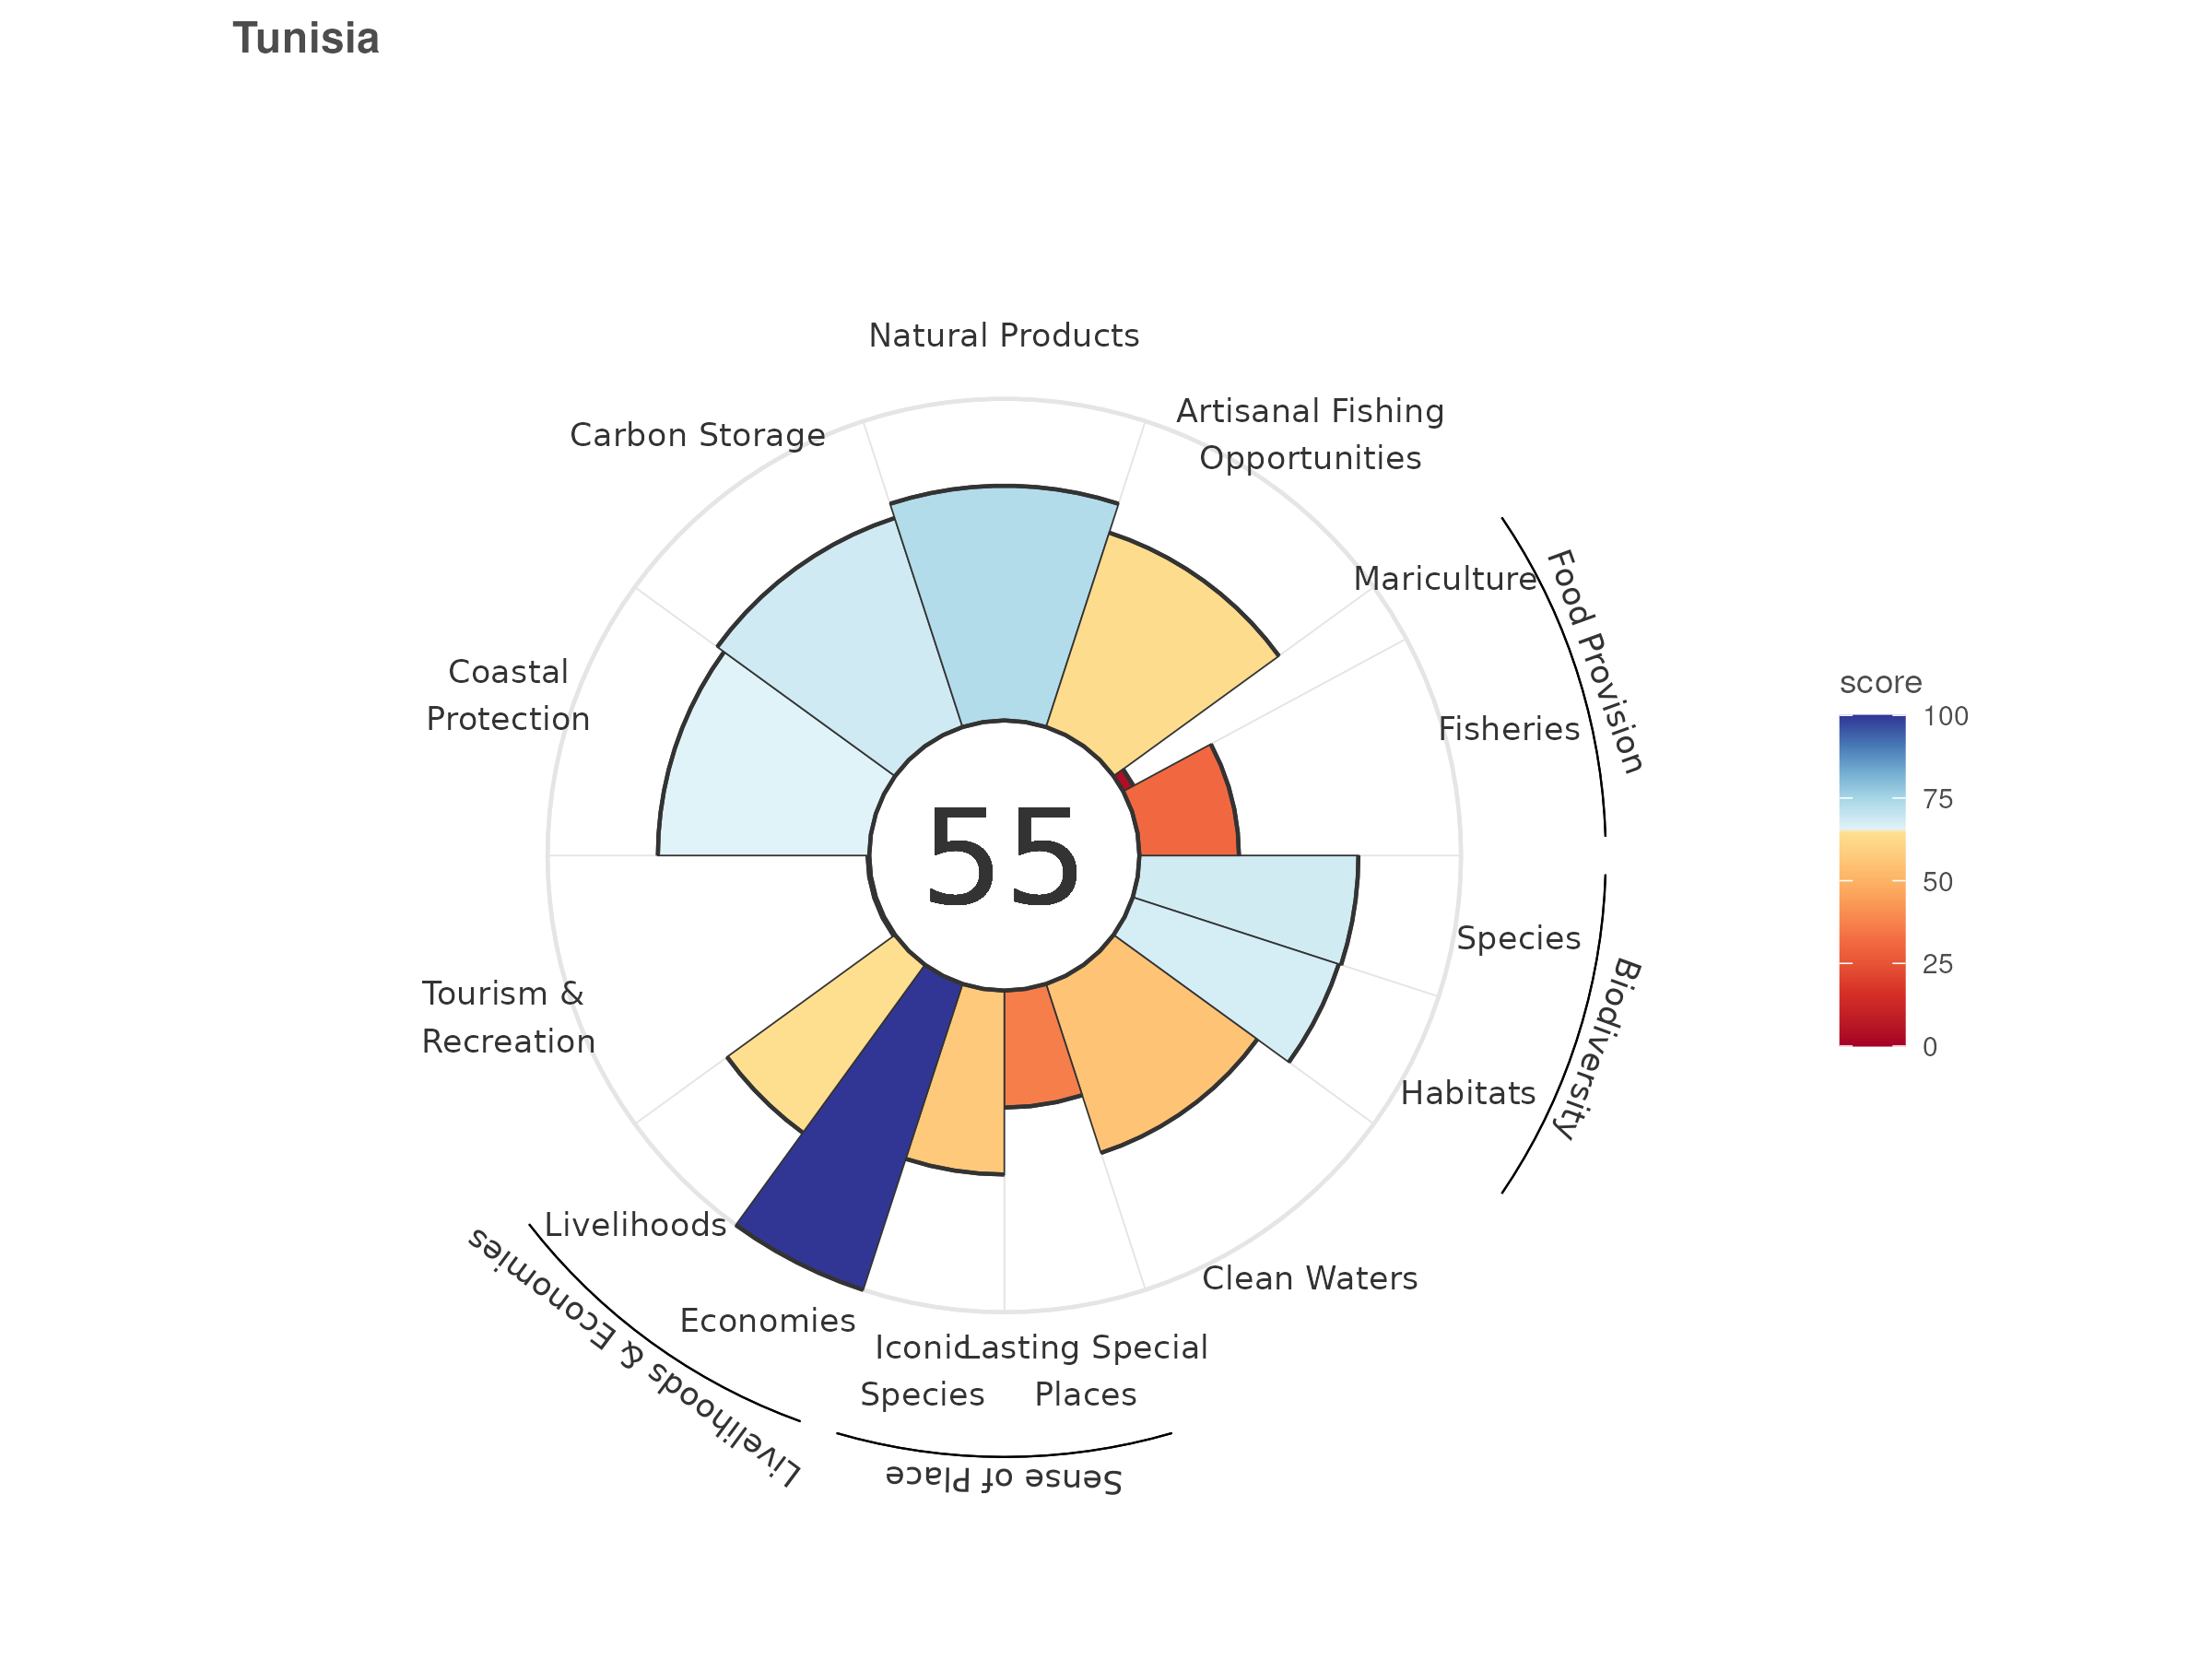 Tunisia
Natural Products
Artisanal Fishing
Opportunities
Carbon Storage
Mariculture
Food Provision
Fisheries
Coastal
Protection
55
score
100
75
50
25
0
Species
Biodiversity
Habitats
Tourism &
Recreation
Clean Waters
Livelihoods
Economies
Livelihoods & Economies
Iconic
Species
Lasting Special
Places
Sense of Place